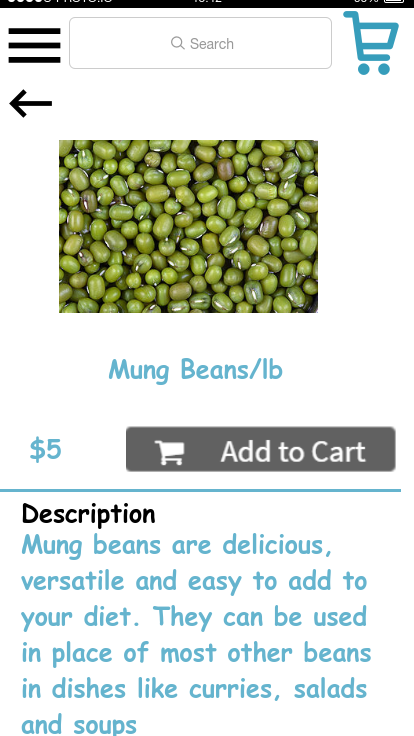 Search
Mung Beans/lb
$5
Add to Cart
Description
Mung beans are delicious,
versatile and easy to add to
your diet. They can be used
in place of most other beans
in dishes like curries, salads
and soups